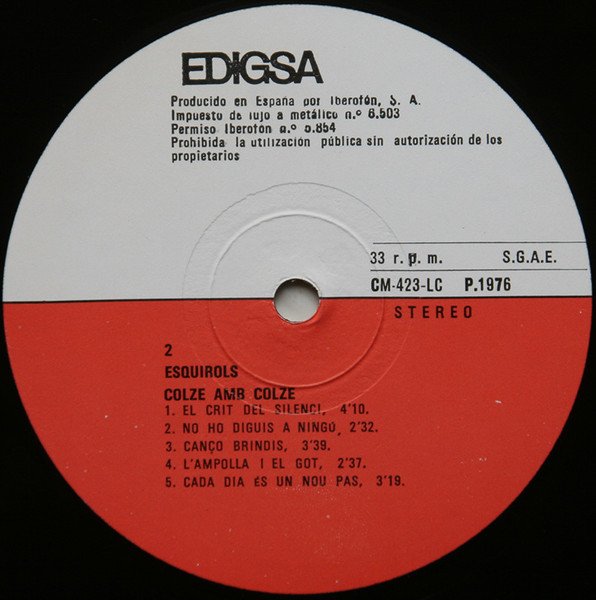 EDIGSA
Producido en España por Iberofón, S. A.
Impuesto de lujo a metálico n.º 6.503
Permiso Iberofón n.º 5.854
Prohibida la utilización pública sin autorización de los
propietarios
33 r. p. m. S.G.A.E.
CM-423-LC P.1976
STEREO
2
ESQUIROLS
COLZE AMB COLZE
1. EL CRIT DEL SILENCI, 4'10.
2. NO HO DIGUIS A NINGÚ, 2'32.
3. CANÇO BRINDIS, 3'39.
4. L'AMPOLLA I EL GOT, 2'37.
5. CADA DIA ÉS UN NOU PAS, 3'19.